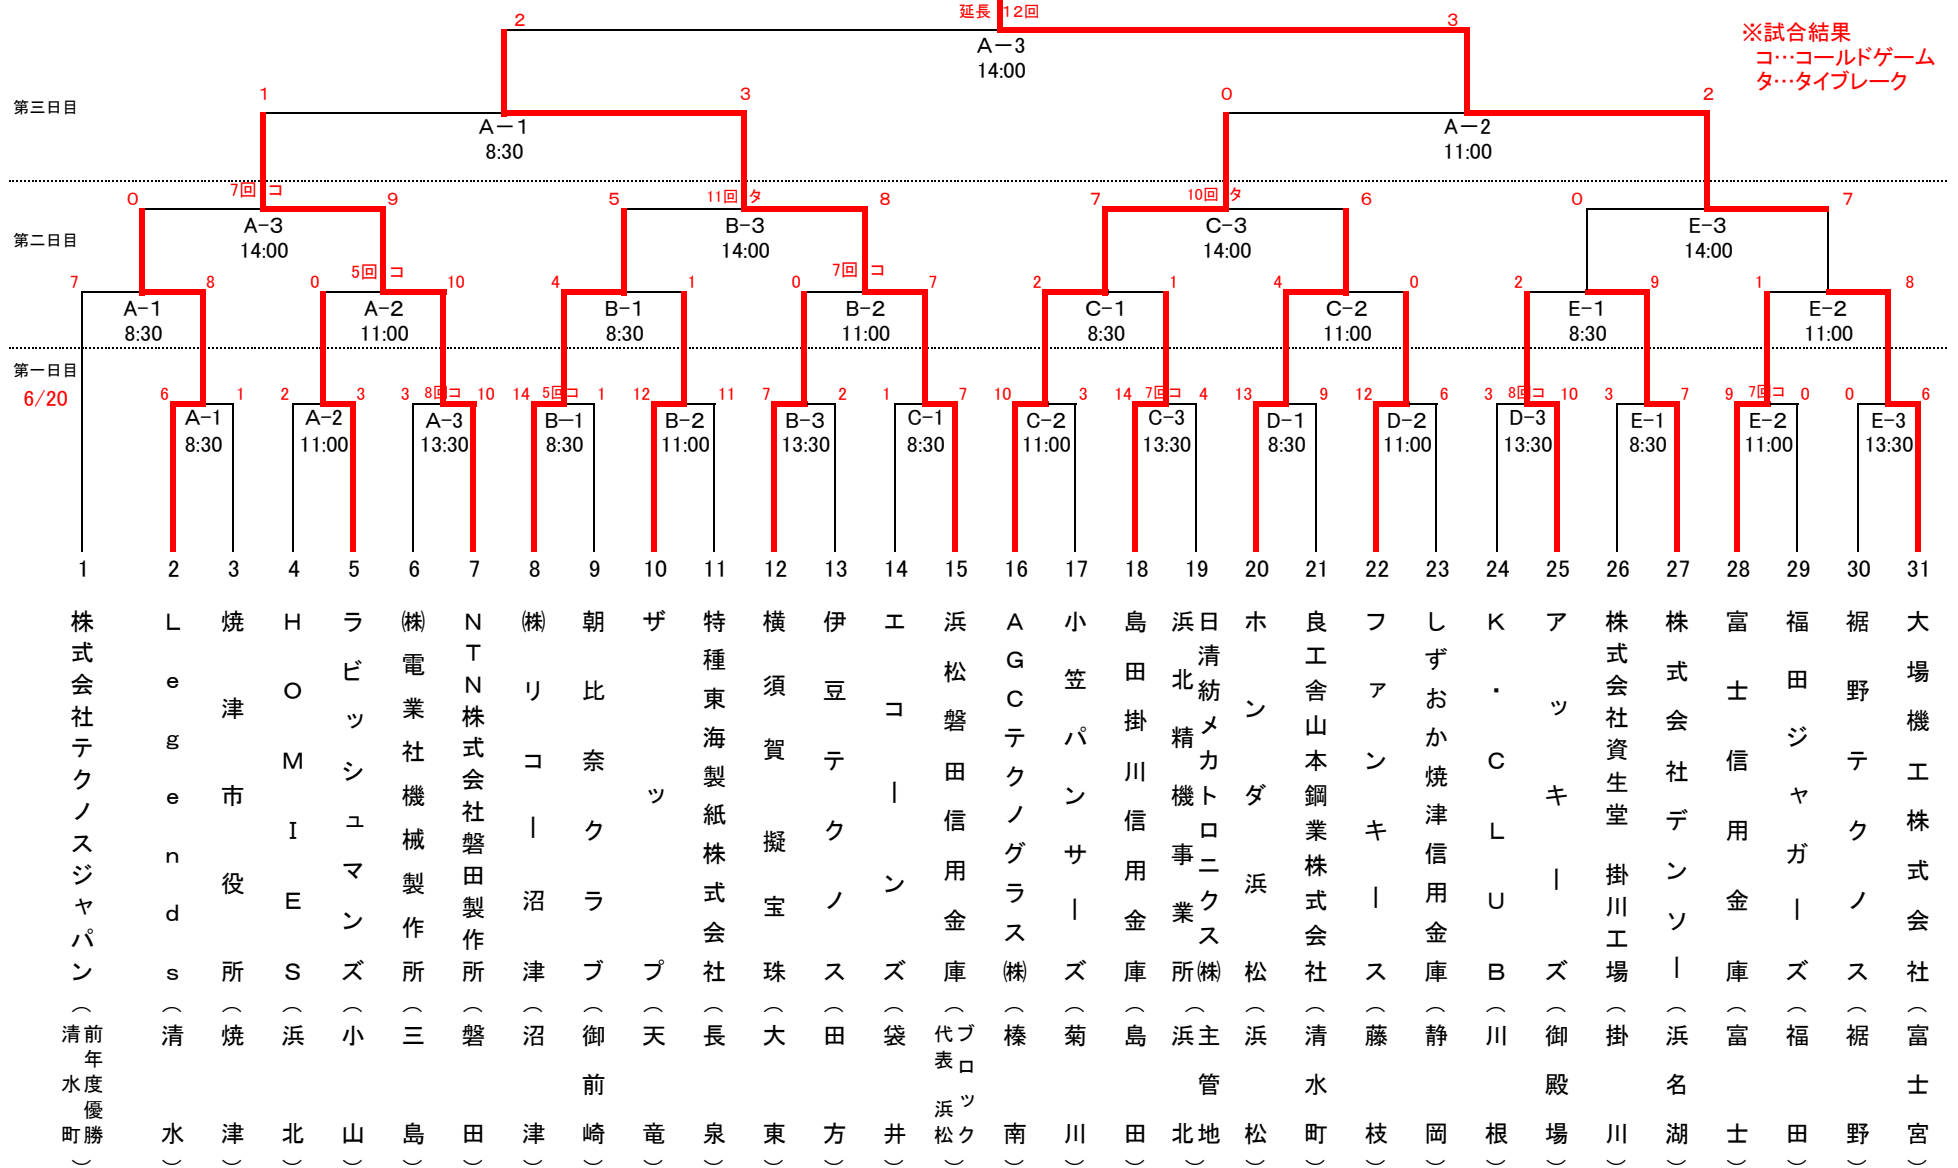 延長 12回
2 3
A－3
14:00
※試合結果
コ…コールドゲーム
タ…タイブレーク
第三日目
1 3 0 2
A－1 A－2
8:30 11:00
7回 コ 11回 タ 10回 タ
0 9 5 8 7 6 0 7
A-3 B-3 C-3 E-3
14:00 14:00 14:00 14:00
第二日目
5回 コ 7回 コ
7 8 0 10 4 1 0 7 2 1 4 0 2 9 1 8
A-1 A-2 B-1 B-2 C-1 C-2 E-1 E-2
8:30 11:00 8:30 11:00 8:30 11:00 8:30 11:00
第一日目
6/20
6 1 2 3 3 8回コ 10 14 5回コ 1 12 11 7 2 1 7 10 3 14 7回コ 4 13 9 12 6 3 8回コ 10 3 7 9 7回コ 0 0 6
A-1 A-2 A-3 B-1 B-2 B-3 C-1 C-2 C-3 D-1 D-2 D-3 E-1 E-2 E-3
8:30 11:00 13:30 8:30 11:00 13:30 8:30 11:00 13:30 8:30 11:00 13:30 8:30 11:00 13:30
1 2 3 4 5 6 7 8 9 10 11 12 13 14 15 16 17 18 19 20 21 22 23 24 25 26 27 28 29 30 31
株式会社テクノスジャパン（前年度優勝 清水町）
Legends（清水）
焼津市役所（焼津）
HOMIES（浜北）
ラビッシュマンズ（小山）
㈱電業社機械製作所（三島）
NTN株式会社磐田製作所（磐田）
㈱リコー沼津（沼津）
朝比奈クラブ（御前崎）
ザップ（天竜）
特種東海製紙株式会社（長泉）
横須賀擬宝珠（大東）
伊豆テクノス（田方）
エコーンズ（袋井）
浜松磐田信用金庫（ブロック代表 浜松）
AGCテクノグラス㈱（榛南）
小笠パンサーズ（菊川）
島田掛川信用金庫（島田）
日清紡メカトロニクス㈱浜北精機事業所（主管地 浜北）
ホンダ浜松（浜松）
良工舎山本鋼業株式会社（清水町）
ファンキース（藤枝）
しずおか焼津信用金庫（静岡）
K・CLUB（川根）
アッキーズ（御殿場）
株式会社資生堂 掛川工場（掛川）
株式会社デンソー（浜名湖）
富士信用金庫（富士）
福田ジャガーズ（福田）
裾野テクノス（裾野）
大場機工株式会社（富士宮）